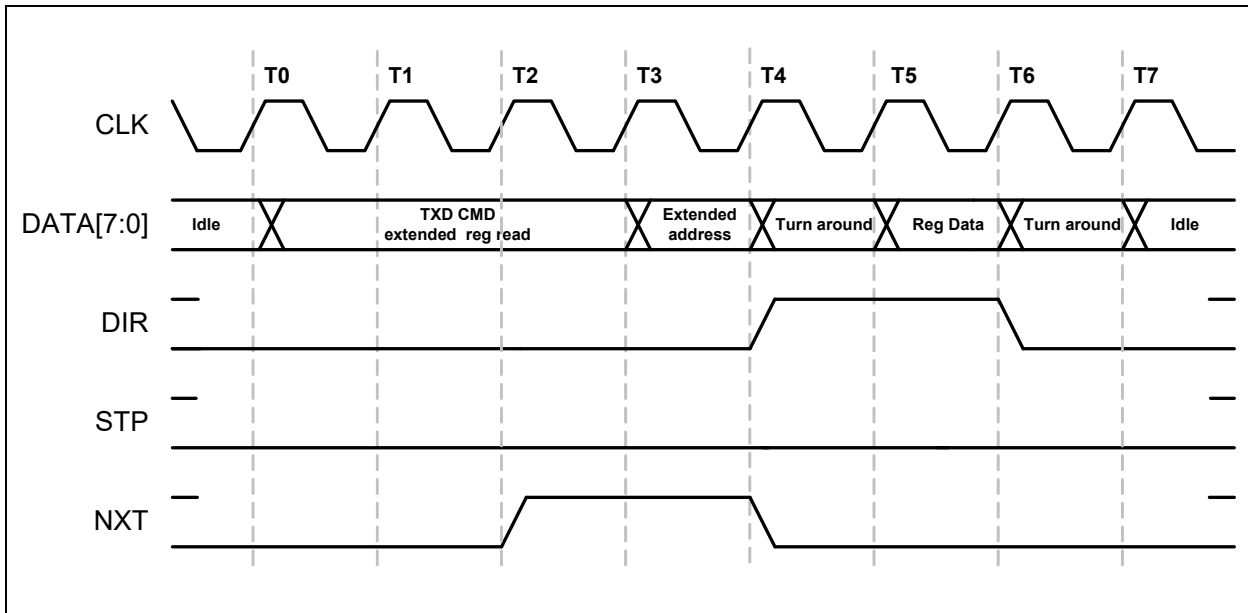 T0 T1 T2 T3 T4 T5 T6 T7
CLK
DATA[7:0]
Idle
TXD CMD
extended reg read
Extended
address
Turn around
Reg Data
Turn around
Idle
DIR
STP
NXT